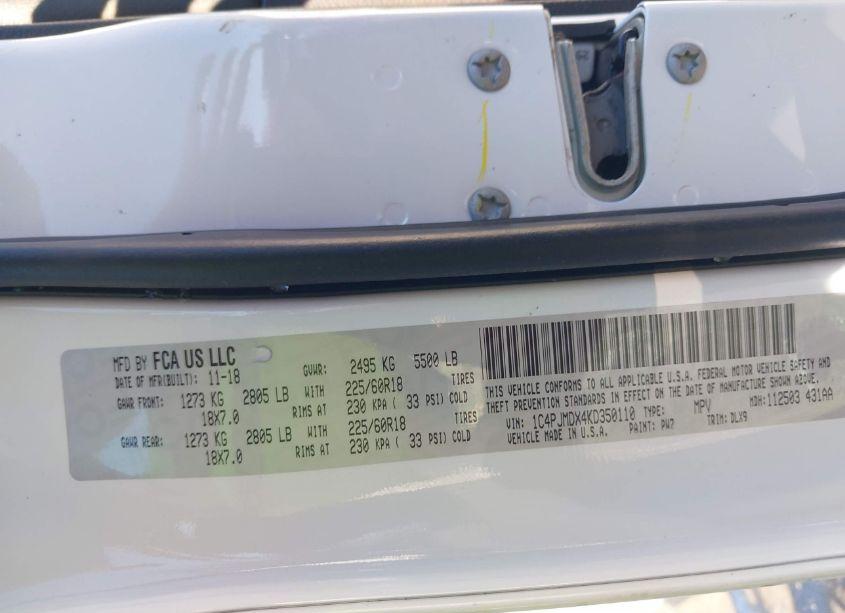 MFD BY FCA US LLC
DATE OF MFR(BUILT): 11-18 GVWR: 2495 KG 5500 LB
GAWR FRONT: 1273 KG 2805 LB WITH 225/60R18 TIRES
18X7.0 RIMS AT 230 KPA ( 33 PSI) COLD
GAWR REAR: 1273 KG 2805 LB WITH 225/60R18 TIRES
18X7.0 RIMS AT 230 KPA ( 33 PSI) COLD
THIS VEHICLE CONFORMS TO ALL APPLICABLE U.S.A. FEDERAL MOTOR VEHICLE SAFETY AND
THEFT PREVENTION STANDARDS IN EFFECT ON THE DATE OF MANUFACTURE SHOWN ABOVE.
VIN: 1C4PJMDX4KD350110 TYPE: MPV MDH: 112503 431AA
VEHICLE MADE IN U.S.A. PAINT: PW7 TRIM: DLX9